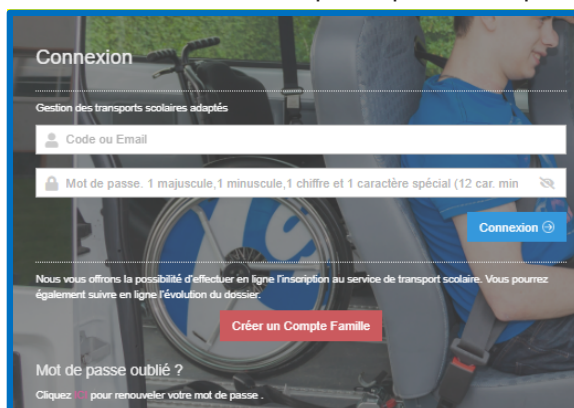 Connexion
Gestion des transports scolaires adaptés
Code ou Email
Mot de passe. 1 majuscule,1 minuscule,1 chiffre et 1 caractère spécial (12 car. min
Connexion
Nous vous offrons la possibilité d'effectuer en ligne l'inscription au service de transport scolaire. Vous pourrez
également suivre en ligne l'évolution du dossier.
Créer un Compte Famille
Mot de passe oublié ?
Cliquez pour renouveler votre mot de passe .